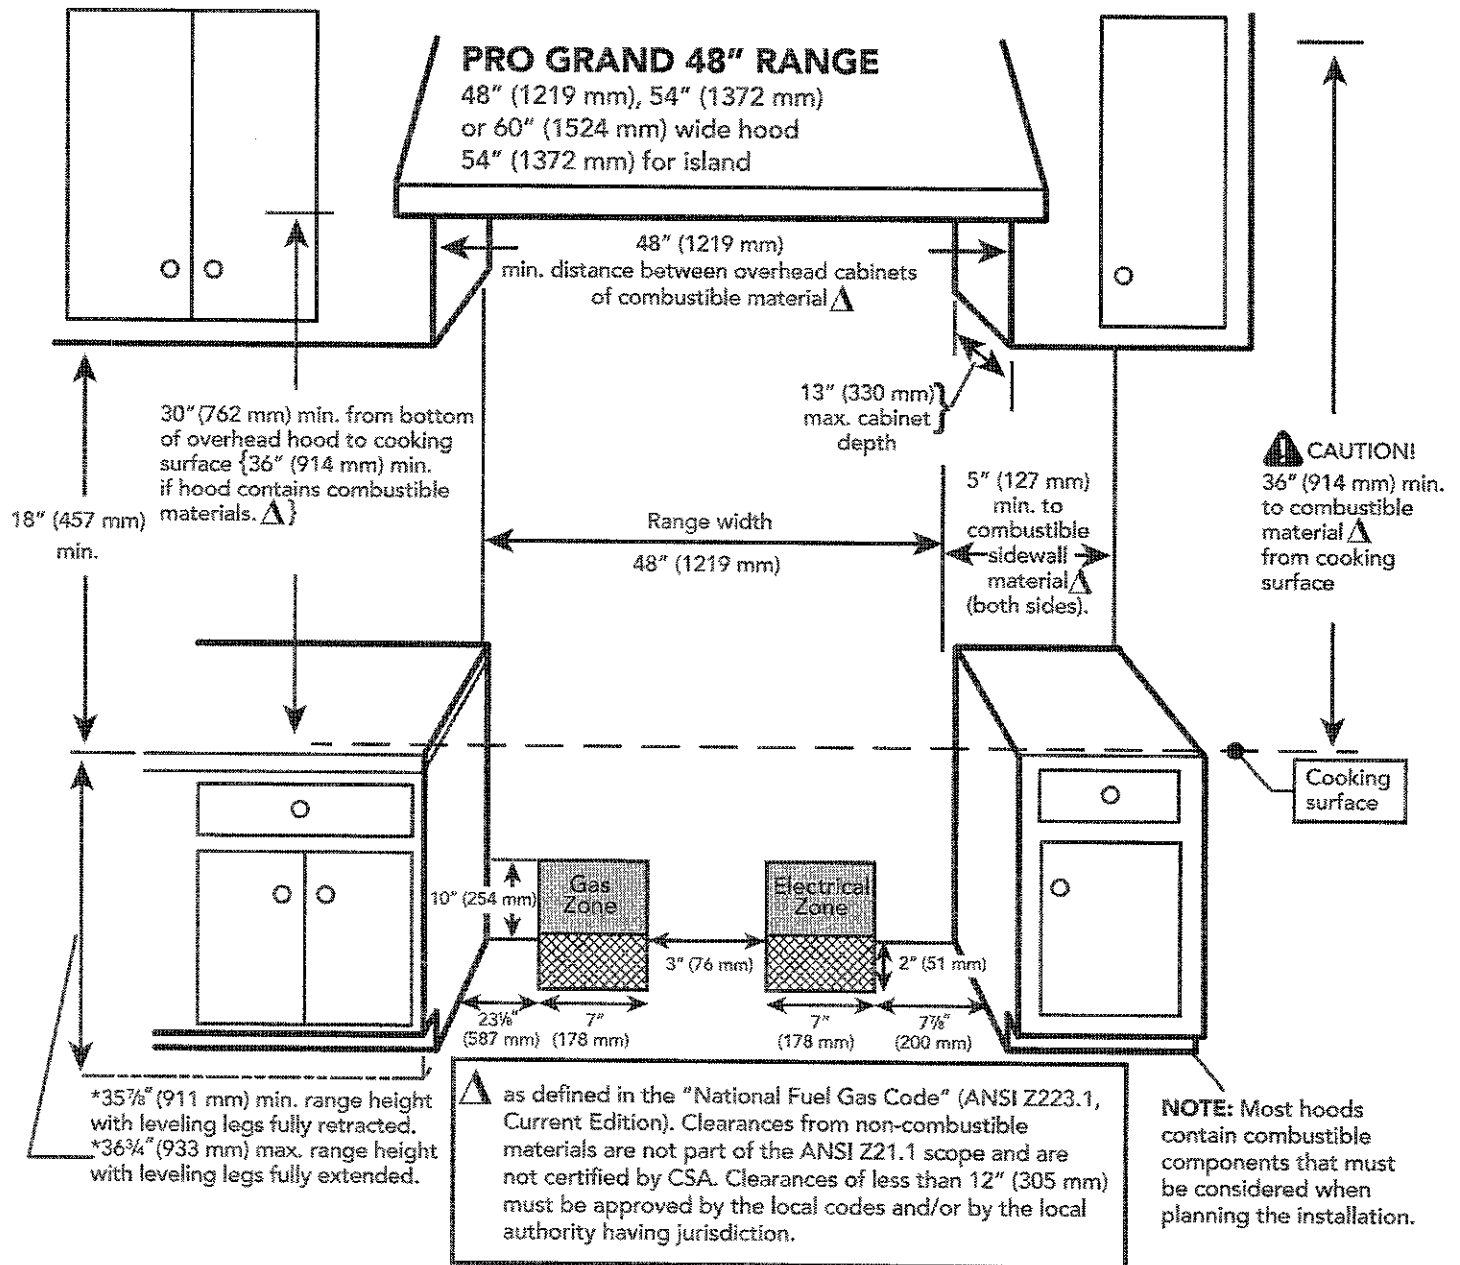 PRO GRAND 48" RANGE
48" (1219 mm), 54" (1372 mm)
or 60" (1524 mm) wide hood
54" (1372 mm) for island
48" (1219 mm)
min. distance between overhead cabinets
of combustible material Δ
13" (330 mm)
max. cabinet
depth
30" (762 mm) min. from bottom
of overhead hood to cooking
surface {36" (914 mm) min.
if hood contains combustible
materials. Δ}
18" (457 mm)
min.
Range width
48" (1219 mm)
5" (127 mm)
min. to
combustible
sidewall
material Δ
(both sides).
CAUTION!
36" (914 mm) min.
to combustible
material Δ
from cooking
surface
Cooking
surface
Gas
Zone
Electrical
Zone
10" (254 mm)
3" (76 mm)
2" (51 mm)
23⅛"
(587 mm)
7"
(178 mm)
7"
(178 mm)
7⅞"
(200 mm)
*35⅞" (911 mm) min. range height
with leveling legs fully retracted.
*36¾" (933 mm) max. range height
with leveling legs fully extended.
Δ as defined in the "National Fuel Gas Code" (ANSI Z223.1,
Current Edition). Clearances from non-combustible
materials are not part of the ANSI Z21.1 scope and are
not certified by CSA. Clearances of less than 12" (305 mm)
must be approved by the local codes and/or by the local
authority having jurisdiction.
NOTE: Most hoods
contain combustible
components that must
be considered when
planning the installation.